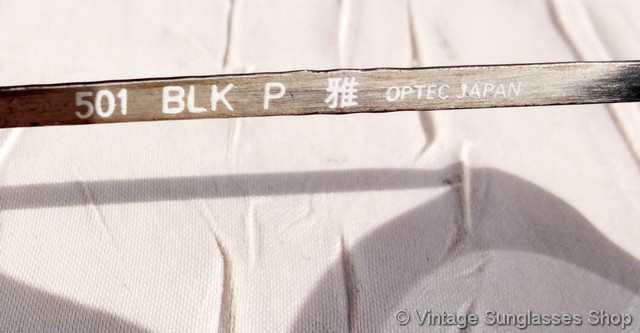 501 BLK P 雅 OPTEC JAPAN
© Vintage Sunglasses Shop